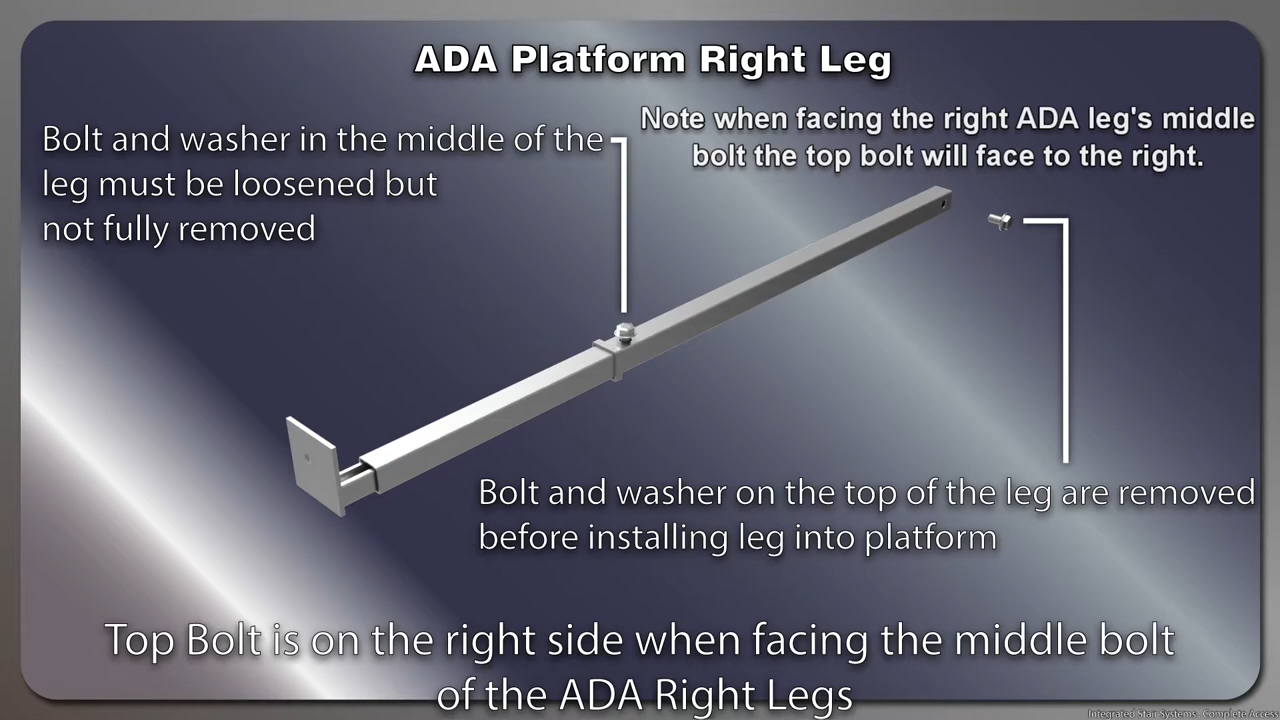 ADA Platform Right Leg
Bolt and washer in the middle of the
leg must be loosened but
not fully removed
Note when facing the right ADA leg's middle
bolt the top bolt will face to the right.
Bolt and washer on the top of the leg are removed
before installing leg into platform
Top Bolt is on the right side when facing the middle bolt
of the ADA Right Legs
Integrated Stair Systems - Complete Access